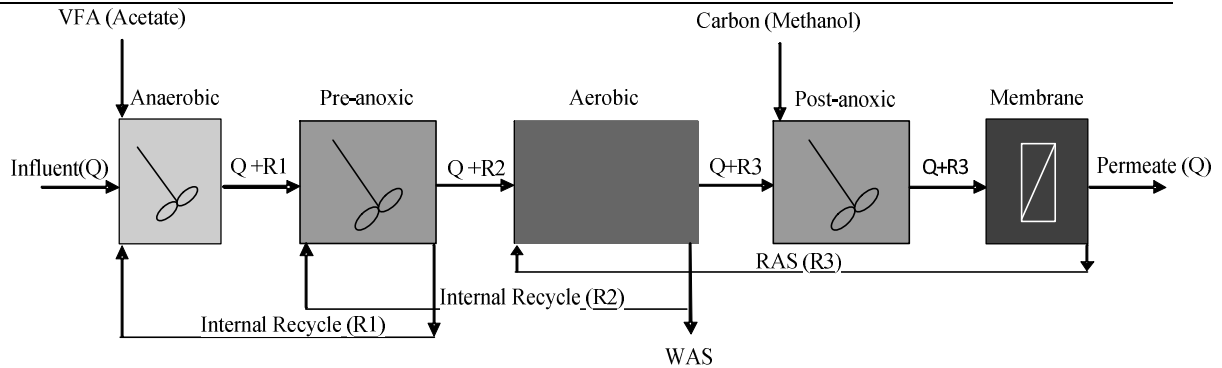 VFA (Acetate)
Carbon (Methanol)
Anaerobic
Pre-anoxic
Aerobic
Post-anoxic
Membrane
Influent(Q)
Q +R1
Q +R2
Q+R3
Q+R3
Permeate (Q)
RAS (R3)
Internal Recycle (R2)
Internal Recycle (R1)
WAS